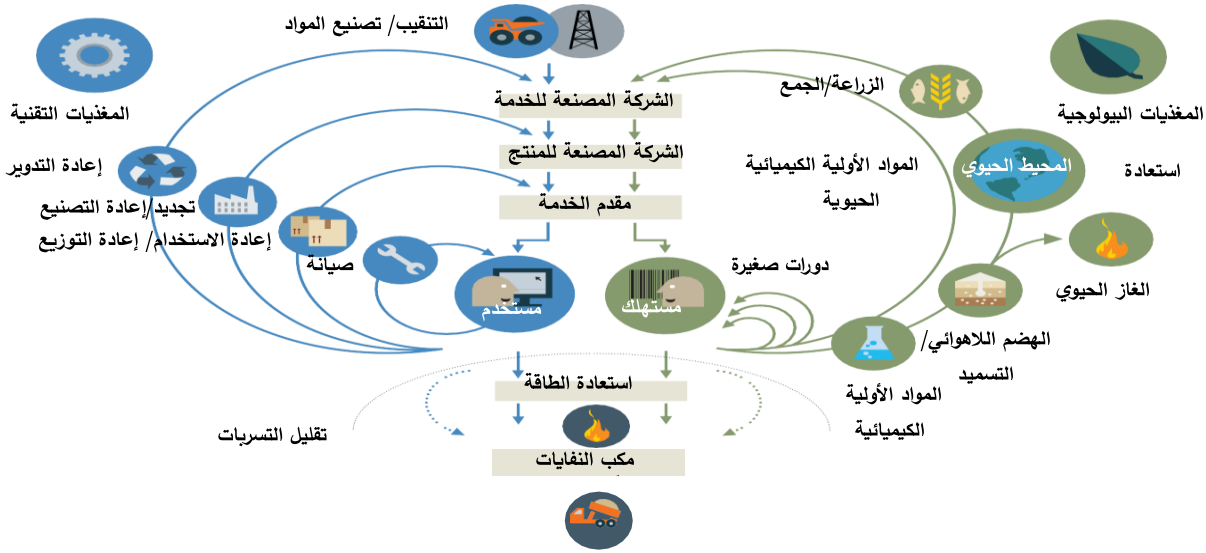 التنقيب/ تصنيع المواد
المغذيات التقنية
المغذيات البيولوجية
الزراعة/الجمع
الشركة المصنعة للخدمة
الشركة المصنعة للمنتج
مقدم الخدمة
إعادة التدوير
تجديد/إعادة التصنيع
إعادة الاستخدام/ إعادة التوزيع
صيانة
المواد الأولية الكيميائية
الحيوية
المحيط الحيوي
استعادة
دورات صغيرة
الغاز الحيوي
مستخدم
مستهلك
الهضم اللاهوائي/
التسميد
المواد الأولية
الكيميائية
استعادة الطاقة
تقليل التسربات
مكب النفايات